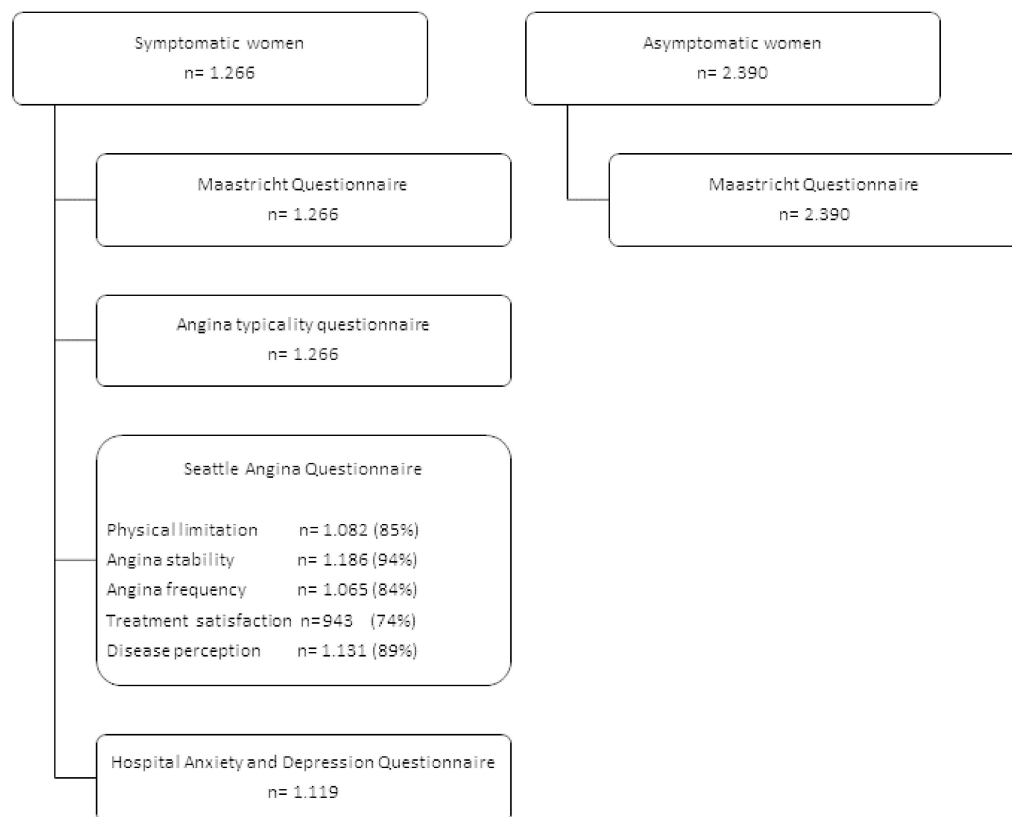 Symptomatic women
n= 1.266
Asymptomatic women
n= 2.390
Maastricht Questionnaire
n= 1.266
Maastricht Questionnaire
n= 2.390
Angina typicality questionnaire
n= 1.266
Seattle Angina Questionnaire
Physical limitation n= 1.082 (85%)
Angina stability n= 1.186 (94%)
Angina frequency n= 1.065 (84%)
Treatment satisfaction n=943 (74%)
Disease perception n= 1.131 (89%)
Hospital Anxiety and Depression Questionnaire
n= 1.119